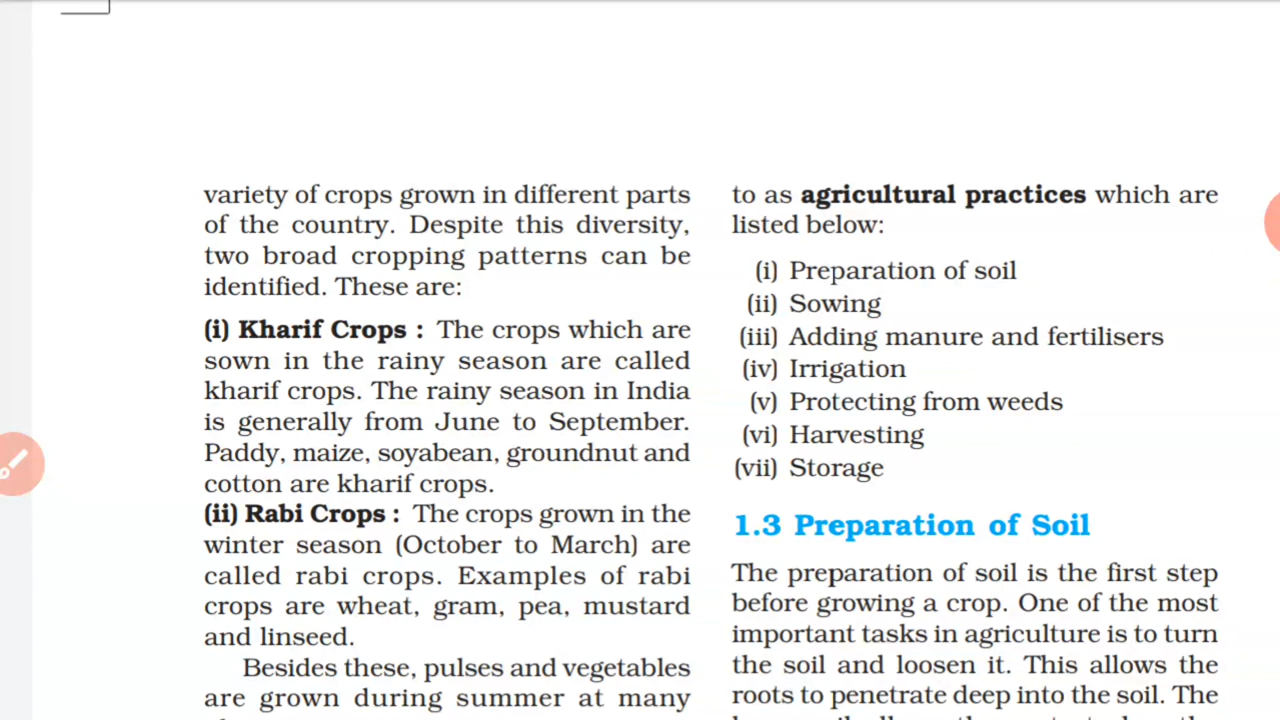 variety of crops grown in different parts
of the country. Despite this diversity,
two broad cropping patterns can be
identified. These are:
(i) Kharif Crops : The crops which are
sown in the rainy season are called
kharif crops. The rainy season in India
is generally from June to September.
Paddy, maize, soyabean, groundnut and
cotton are kharif crops.
(ii) Rabi Crops : The crops grown in the
winter season (October to March) are
called rabi crops. Examples of rabi
crops are wheat, gram, pea, mustard
and linseed.
Besides these, pulses and vegetables
are grown during summer at many
to as agricultural practices which are
listed below:
(i) Preparation of soil
(ii) Sowing
(iii) Adding manure and fertilisers
(iv) Irrigation
(v) Protecting from weeds
(vi) Harvesting
(vii) Storage
1.3 Preparation of Soil
The preparation of soil is the first step
before growing a crop. One of the most
important tasks in agriculture is to turn
the soil and loosen it. This allows the
roots to penetrate deep into the soil. The